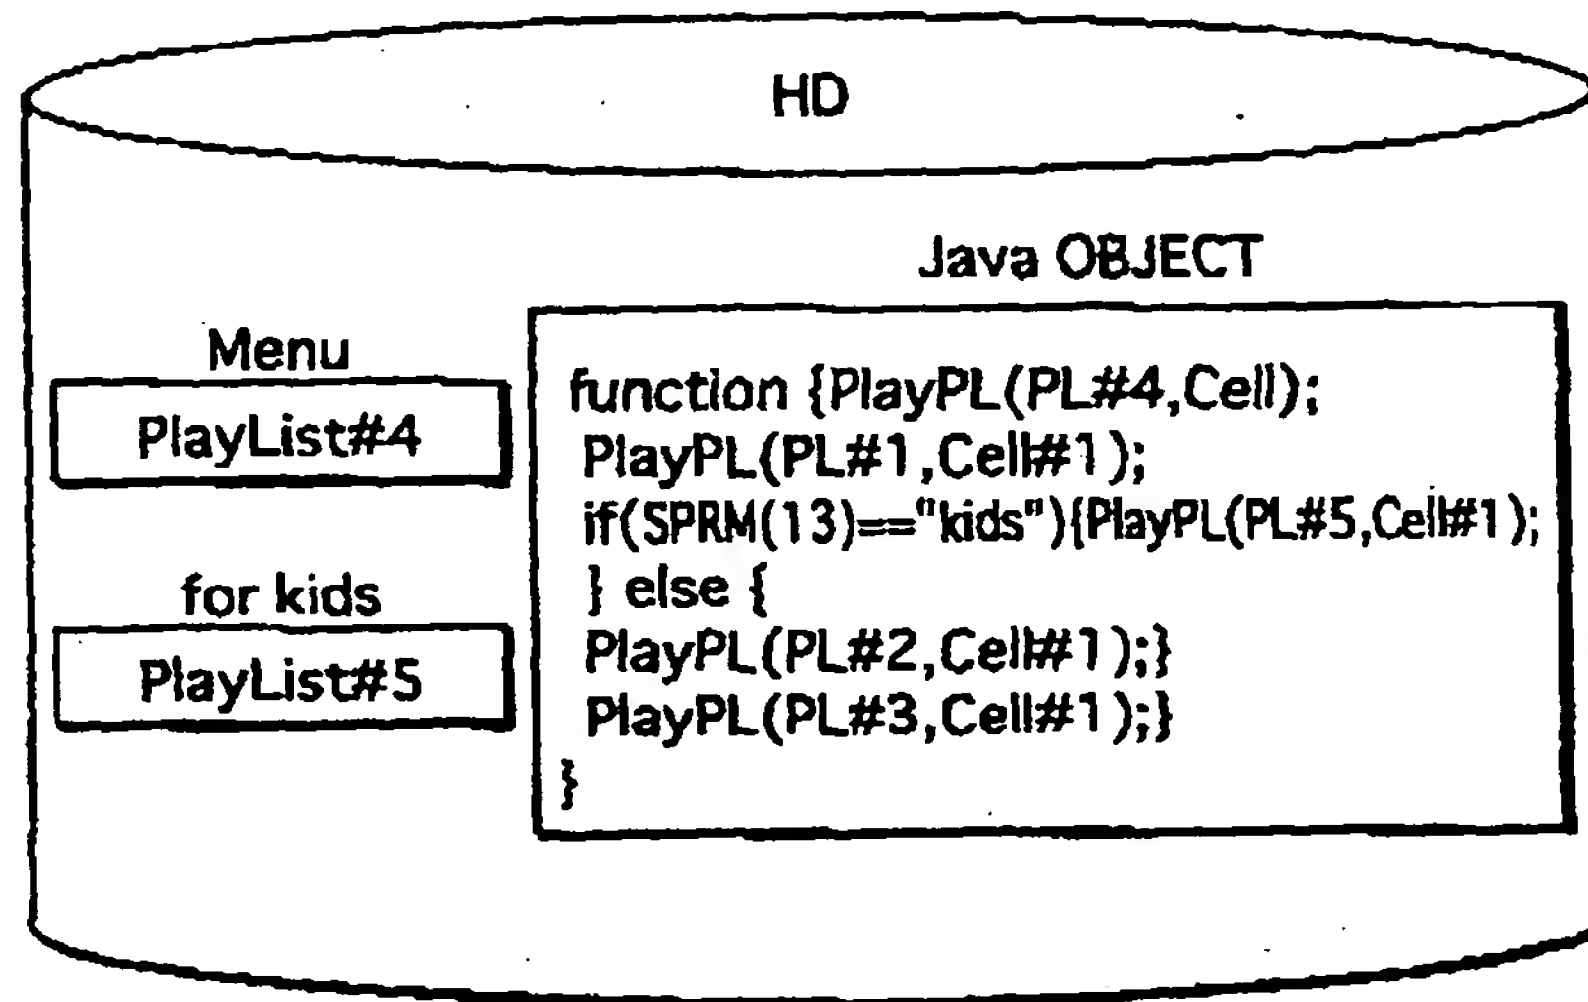 HD
Java OBJECT
Menu
PlayList#4
for kids
PlayList#5
function {PlayPL(PL#4,Cell);
PlayPL(PL#1,Cell#1);
if(SPRM(13)=="kids"){PlayPL(PL#5,Cell#1);
} else {
PlayPL(PL#2,Cell#1);}
PlayPL(PL#3,Cell#1);}
}